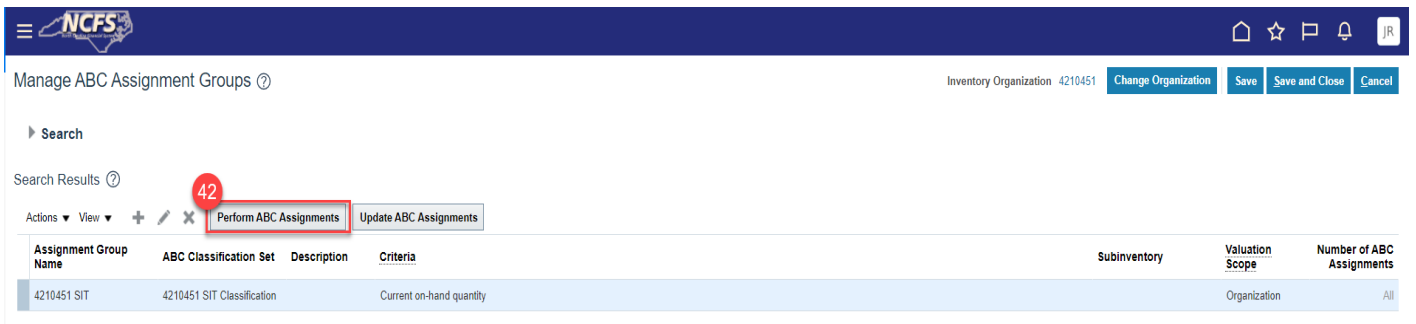 NCFS
JR
Manage ABC Assignment Groups ?
Inventory Organization 4210451 Change Organization Save Save and Close Cancel
Search
Search Results ?
42
Actions View Perform ABC Assignments Update ABC Assignments
Assignment Group Name ABC Classification Set Description Criteria Subinventory Valuation Scope Number of ABC Assignments
4210451 SIT 4210451 SIT Classification Current on-hand quantity Organization All